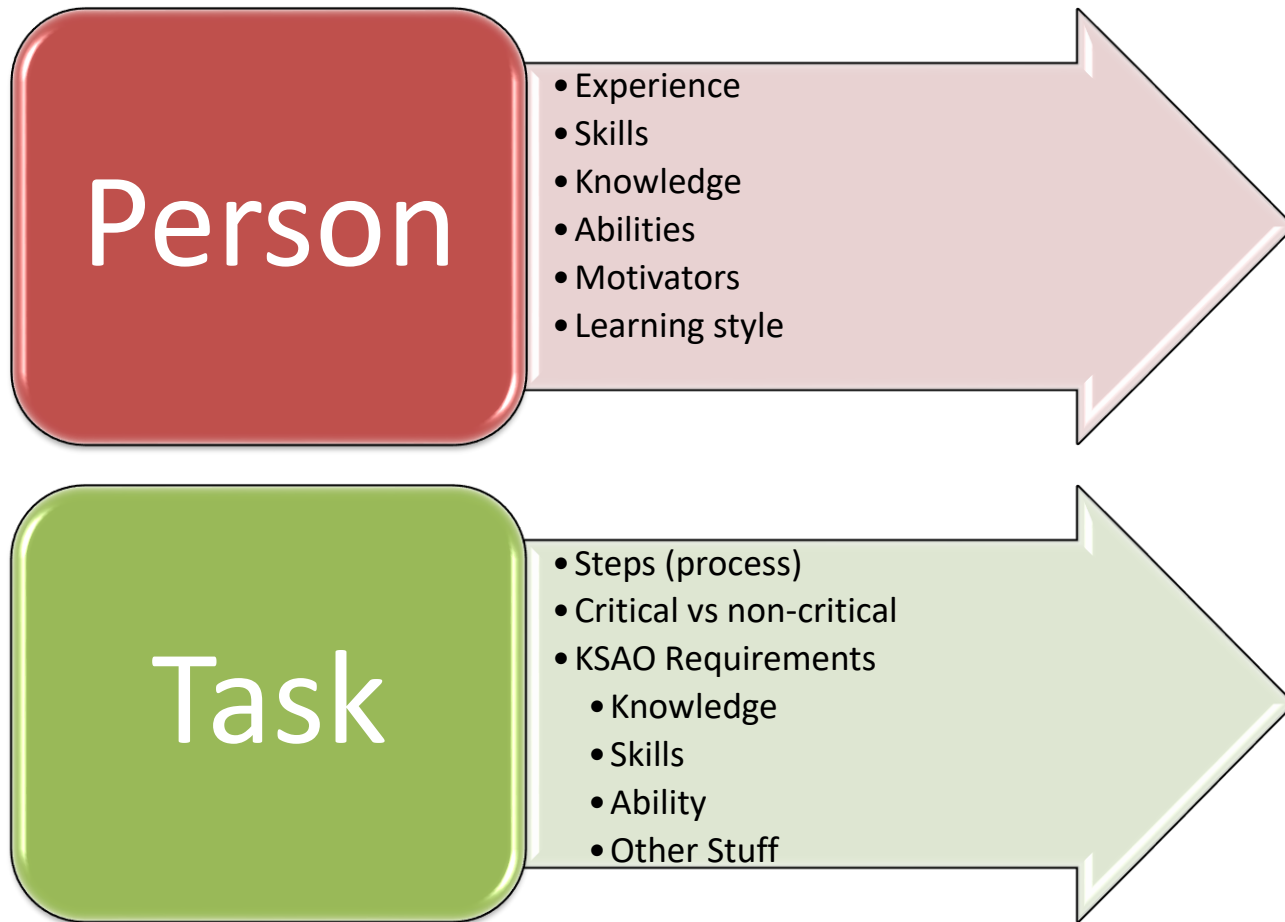 Person
• Experience
• Skills
• Knowledge
• Abilities
• Motivators
• Learning style
Task
• Steps (process)
• Critical vs non-critical
• KSAO Requirements
• Knowledge
• Skills
• Ability
• Other Stuff